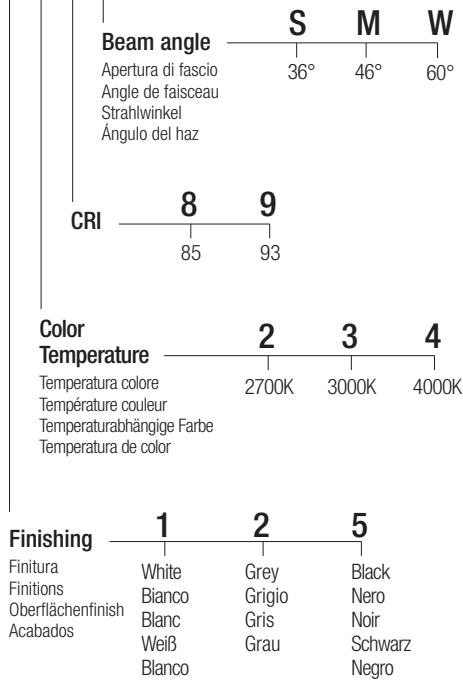 S M W
Beam angle
36° 46° 60°
Apertura di fascio
Angle de faisceau
Strahlwinkel
Ángulo del haz
8 9
CRI
85 93
Color
Temperature
2 3 4
Temperatura colore
2700K 3000K 4000K
Température couleur
Temperaturabhängige Farbe
Temperatura de color
1 2 5
Finishing
Finitura
Finitions
Oberflächenfinish
Acabados
White
Bianco
Blanc
Weiß
Blanco
Grey
Grigio
Gris
Grau
Black
Nero
Noir
Schwarz
Negro